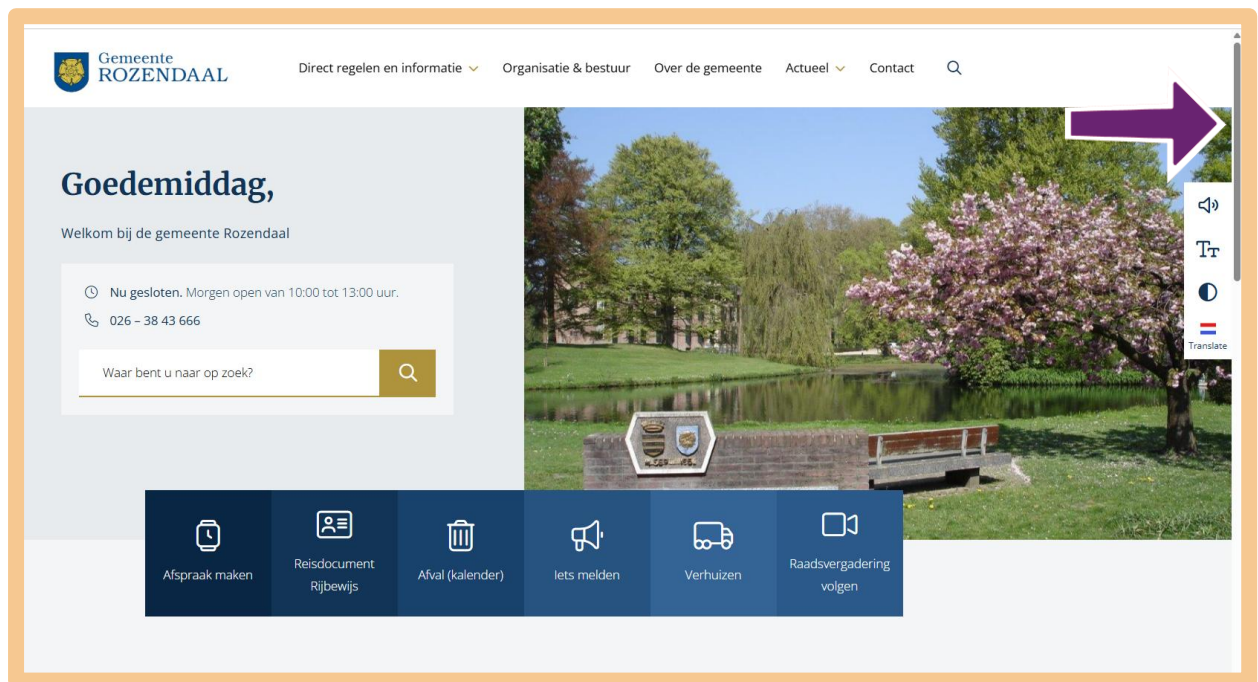 Gemeente
ROZENDAAL
Direct regelen en informatie Organisatie & bestuur Over de gemeente Actueel Contact
Goedemiddag,
Welkom bij de gemeente Rozendaal
Nu gesloten. Morgen open van 10:00 tot 13:00 uur.
026 – 38 43 666
Waar bent u naar op zoek?
TT
Translate
Afspraak maken
Reisdocument
Rijbewijs
Afval (kalender)
Iets melden
Verhuizen
Raadsvergadering
volgen